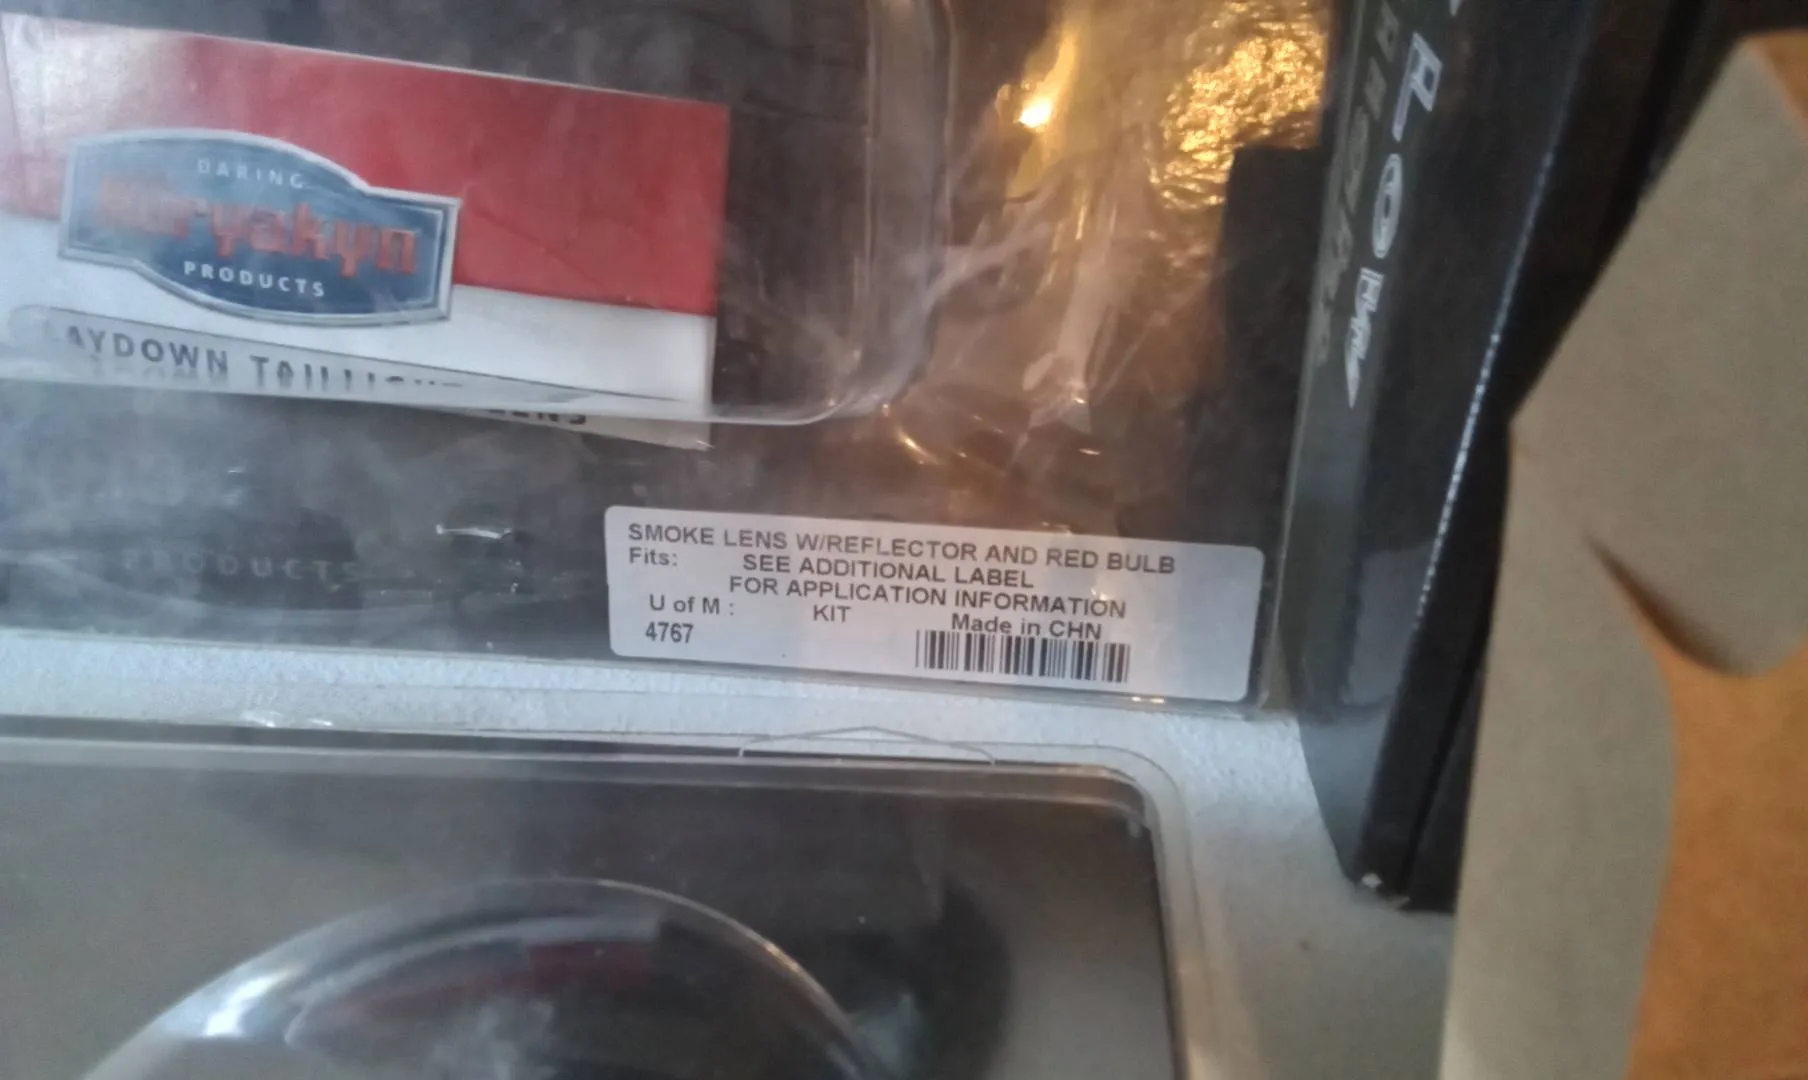 DARING
Kuryakyn
PRODUCTS
LAYDOWN TAILLIGHT
LENS
PRODUCTS
SMOKE LENS W/REFLECTOR AND RED BULB
Fits: SEE ADDITIONAL LABEL
FOR APPLICATION INFORMATION
U of M : KIT Made in CHN
4767